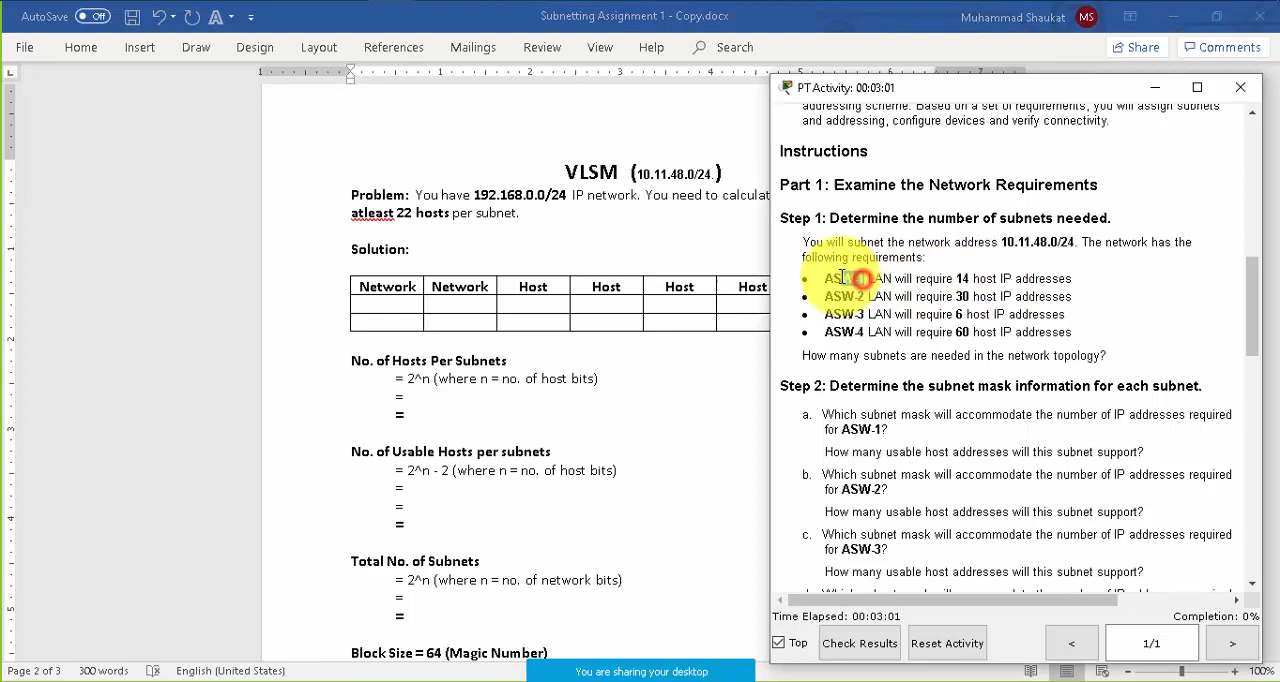 AutoSave Off Subnetting Assignment 1 - Copy.docx Muhammad Shaukat MS
File Home Insert Draw Design Layout References Mailings Review View Help Search Share Comments
PT Activity: 00:03:01
addressing scheme. Based on a set of requirements, you will assign subnets
and addressing, configure devices and verify connectivity.
Instructions
Part 1: Examine the Network Requirements
Step 1: Determine the number of subnets needed.
You will subnet the network address 10.11.48.0/24. The network has the
following requirements:
LAN will require 14 host IP addresses
ASW-2 LAN will require 30 host IP addresses
ASW-3 LAN will require 6 host IP addresses
ASW-4 LAN will require 60 host IP addresses
How many subnets are needed in the network topology?
Step 2: Determine the subnet mask information for each subnet.
a. Which subnet mask will accommodate the number of IP addresses required
for ASW-1?
How many usable host addresses will this subnet support?
b. Which subnet mask will accommodate the number of IP addresses required
for ASW-2?
How many usable host addresses will this subnet support?
c. Which subnet mask will accommodate the number of IP addresses required
for ASW-3?
How many usable host addresses will this subnet support?
Time Elapsed: 00:03:01 Completion: 0%
Top Check Results Reset Activity < 1/1 >
VLSM (10.11.48.0/24.)
Problem: You have 192.168.0.0/24 IP network. You need to calculat
atleast 22 hosts per subnet.
Solution:
Network Network Host Host Host Host
No. of Hosts Per Subnets
= 2^n (where n = no. of host bits)
=
=
No. of Usable Hosts per subnets
= 2^n - 2 (where n = no. of host bits)
=
=
=
Total No. of Subnets
= 2^n (where n = no. of network bits)
=
=
Block Size = 64 (Magic Number)
Page 2 of 3 300 words English (United States) You are sharing your desktop 100%